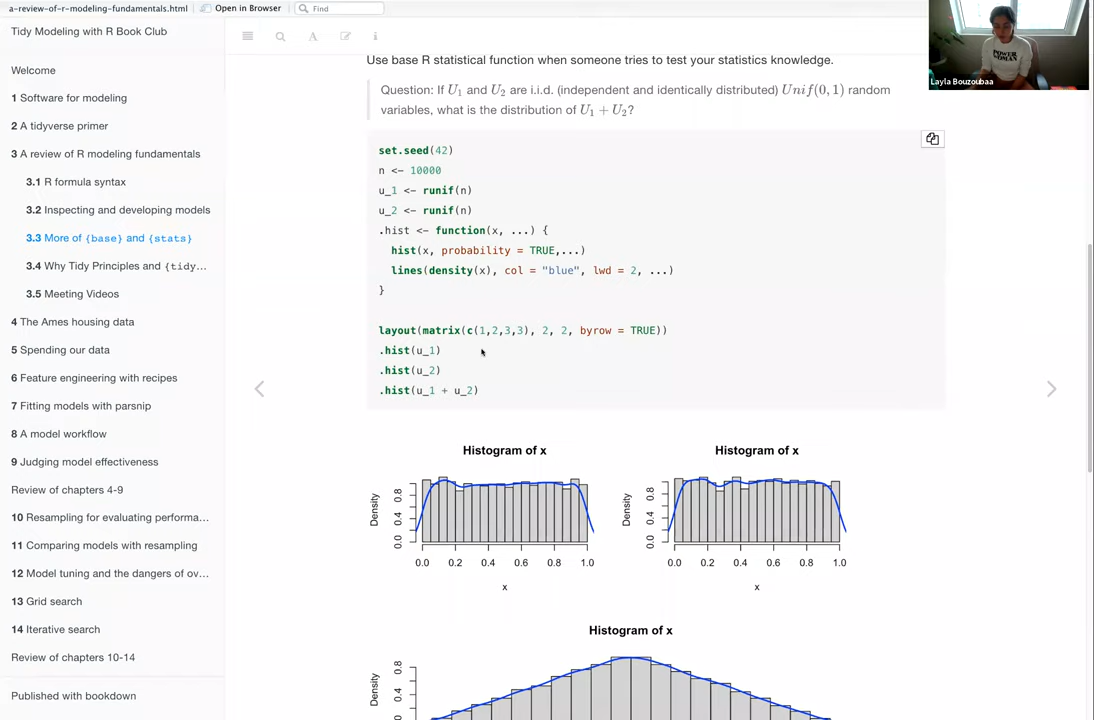 a-review-of-r-modeling-fundamentals.html
Open in Browser
Find
Tidy Modeling with R Book Club
Welcome
1 Software for modeling
2 A tidyverse primer
3 A review of R modeling fundamentals
3.1 R formula syntax
3.2 Inspecting and developing models
3.3 More of {base} and {stats}
3.4 Why Tidy Principles and {tidy...
3.5 Meeting Videos
4 The Ames housing data
5 Spending our data
6 Feature engineering with recipes
7 Fitting models with parsnip
8 A model workflow
9 Judging model effectiveness
Review of chapters 4-9
10 Resampling for evaluating performa...
11 Comparing models with resampling
12 Model tuning and the dangers of ov...
13 Grid search
14 Iterative search
Review of chapters 10-14
Published with bookdown
A
i
Use base R statistical function when someone tries to test your statistics knowledge.
Question: If U1 and U2 are i.i.d. (independent and identically distributed) Unif(0, 1) random
variables, what is the distribution of U1 + U2?
set.seed(42)
n <- 10000
u_1 <- runif(n)
u_2 <- runif(n)
.hist <- function(x, ...) {
hist(x, probability = TRUE,...)
lines(density(x), col = "blue", lwd = 2, ...)
}
layout(matrix(c(1,2,3,3), 2, 2, byrow = TRUE))
.hist(u_1)
.hist(u_2)
.hist(u_1 + u_2)
Histogram of x
Density
0.0 0.4 0.8
0.0 0.2 0.4 0.6 0.8 1.0
x
Histogram of x
Density
0.0 0.4 0.8
0.0 0.2 0.4 0.6 0.8 1.0
x
Histogram of x
Density
0.4 0.8
POWER
WOMAN
Layla Bouzoubaa